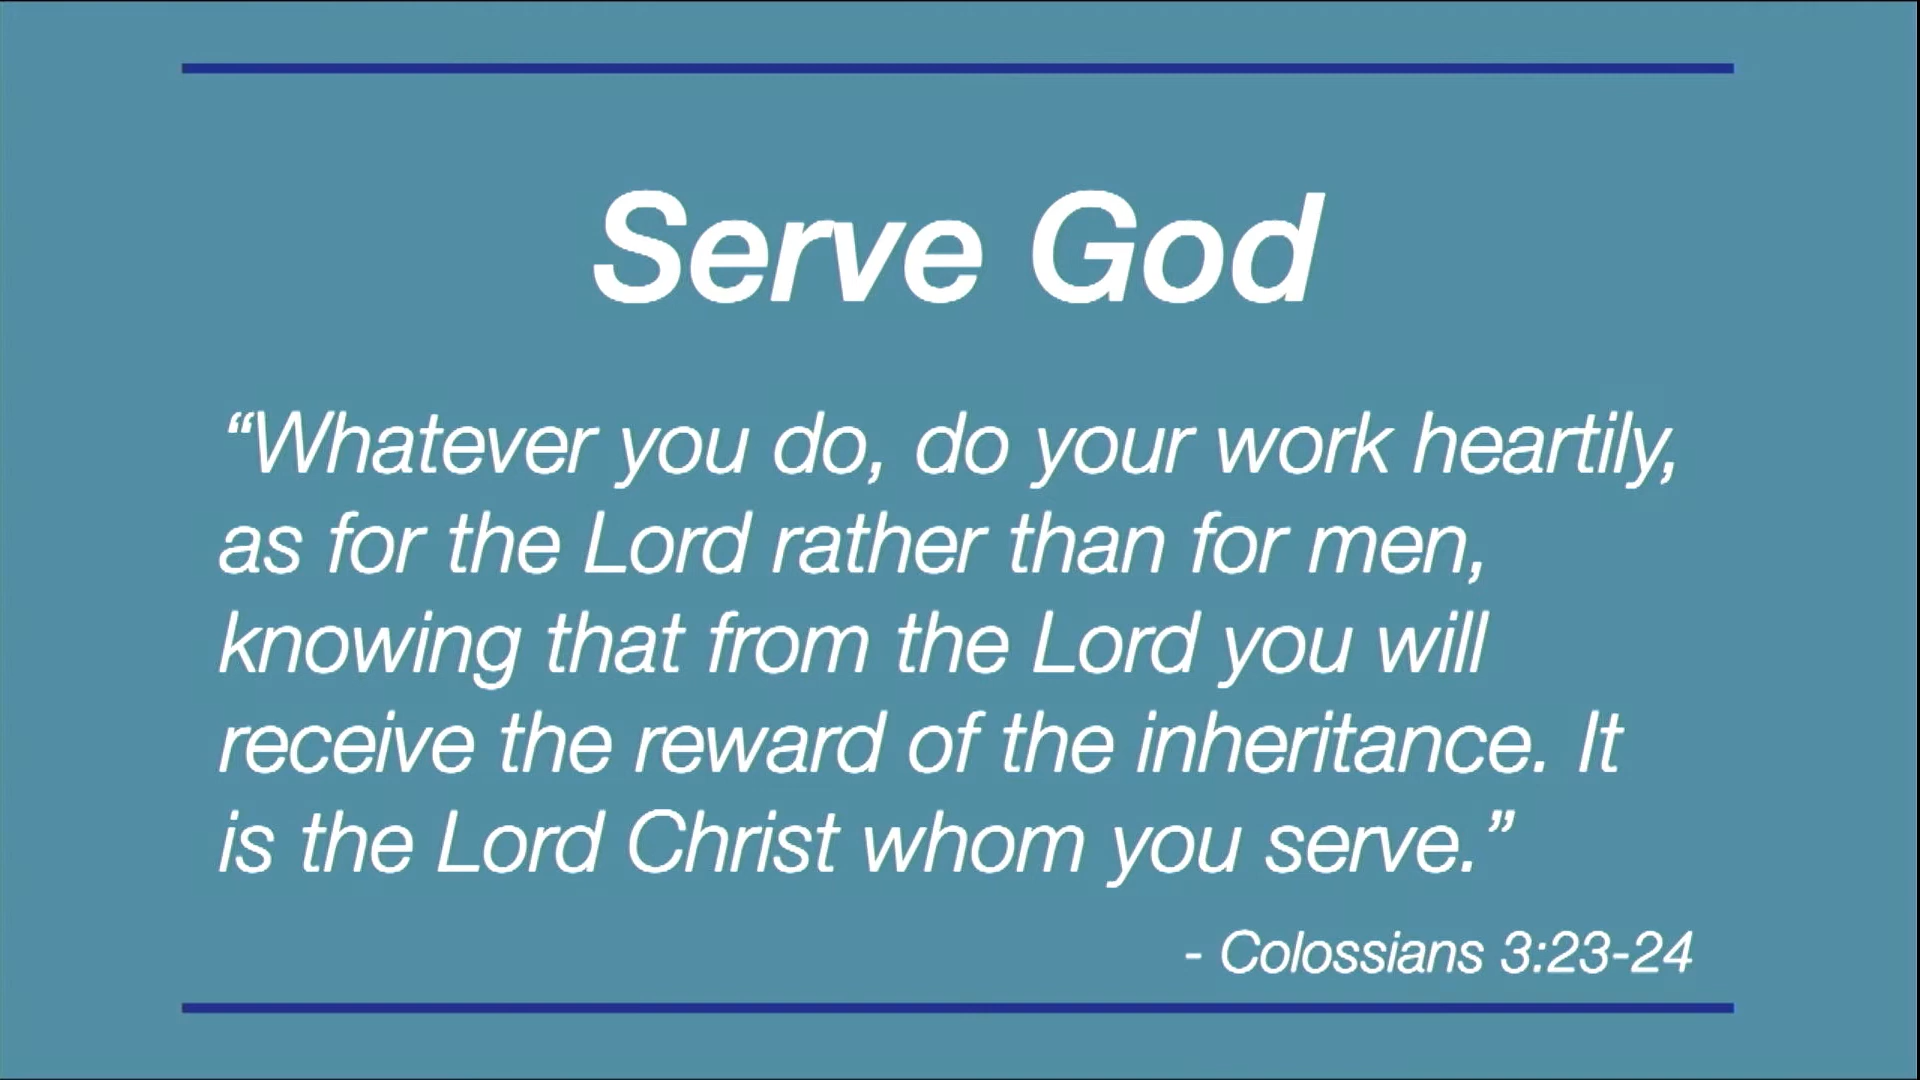 Serve God
“Whatever you do, do your work heartily,
as for the Lord rather than for men,
knowing that from the Lord you will
receive the reward of the inheritance. It
is the Lord Christ whom you serve.”
- Colossians 3:23-24